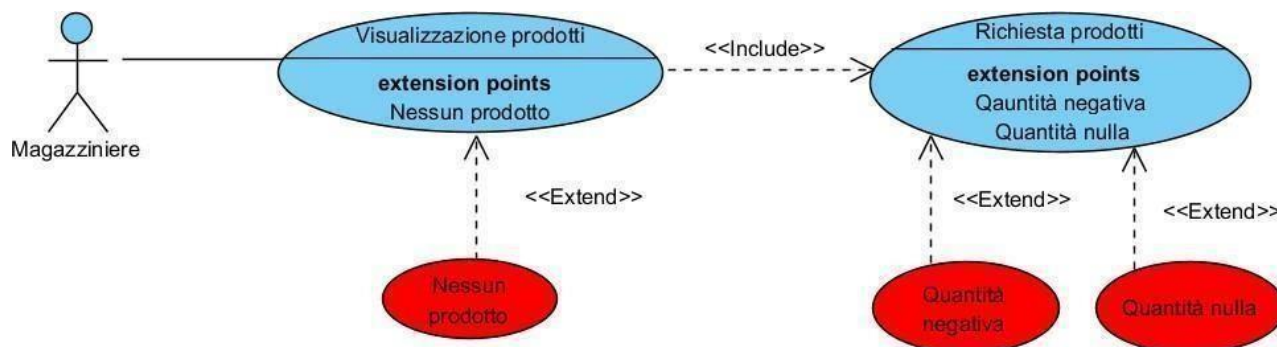 Magazziniere
Visualizzazione prodotti
extension points
Nessun prodotto
<<Include>>
Richiesta prodotti
extension points
Qauntità negativa
Quantità nulla
<<Extend>>
<<Extend>>
<<Extend>>
Nessun
prodotto
Quantità
negativa
Quantità nulla